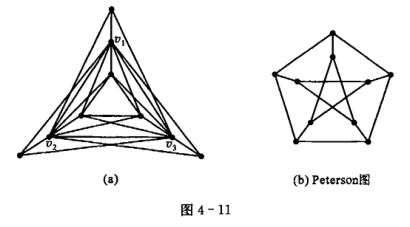 v₁
v₂
v₃
(a)
(b) Peterson图
图 4-11